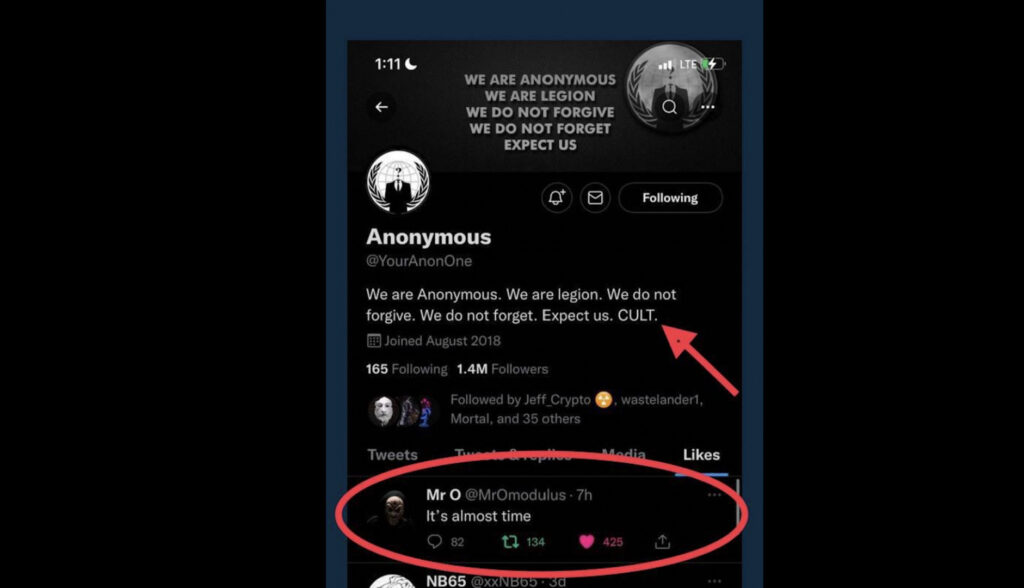 1:11
LTE
WE ARE ANONYMOUS
WE ARE LEGION
WE DO NOT FORGIVE
WE DO NOT FORGET
EXPECT US
Following
Anonymous
@YourAnonOne
We are Anonymous. We are legion. We do not
forgive. We do not forget. Expect us. CULT.
Joined August 2018
165 Following 1.4M Followers
Followed by Jeff_Crypto ☢️, wastelander1,
Mortal, and 35 others
Tweets Tweets & replies Media Likes
Mr O @MrOmodulus · 7h
It's almost time
82 134 425
NB65 @xxNB65 · 3d